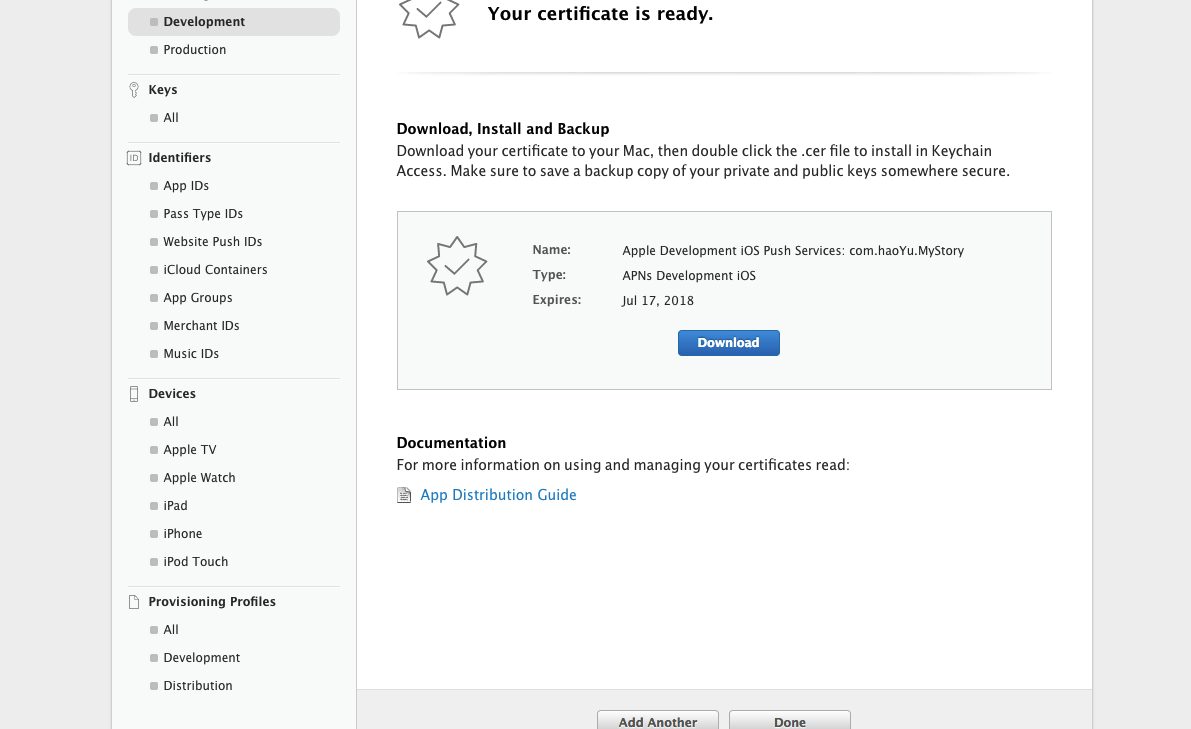 Development
Production
Keys
All
Identifiers
App IDs
Pass Type IDs
Website Push IDs
iCloud Containers
App Groups
Merchant IDs
Music IDs
Devices
All
Apple TV
Apple Watch
iPad
iPhone
iPod Touch
Provisioning Profiles
All
Development
Distribution
Your certificate is ready.
Download, Install and Backup
Download your certificate to your Mac, then double click the .cer file to install in Keychain
Access. Make sure to save a backup copy of your private and public keys somewhere secure.
Name: Apple Development iOS Push Services: com.haoYu.MyStory
Type: APNs Development iOS
Expires: Jul 17, 2018
Download
Documentation
For more information on using and managing your certificates read:
App Distribution Guide
Add Another
Done